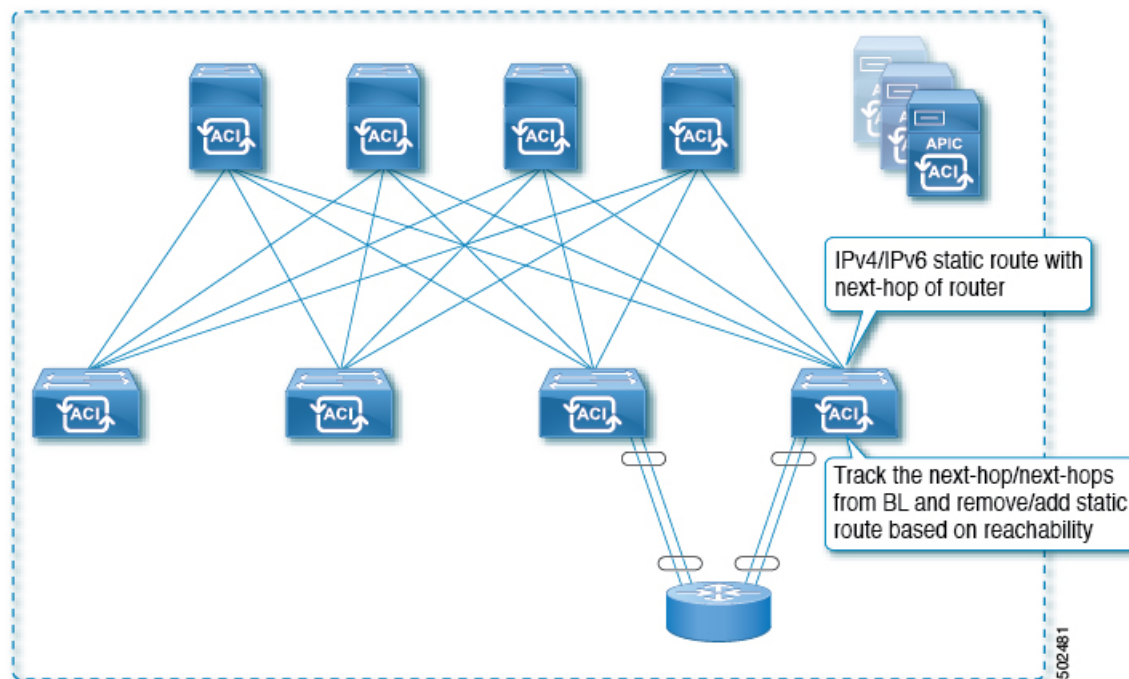 ACI ACI ACI ACI
APIC
ACI
IPv4/IPv6 static route with
next-hop of router
ACI ACI ACI ACI
Track the next-hop/next-hops
from BL and remove/add static
route based on reachability
502481